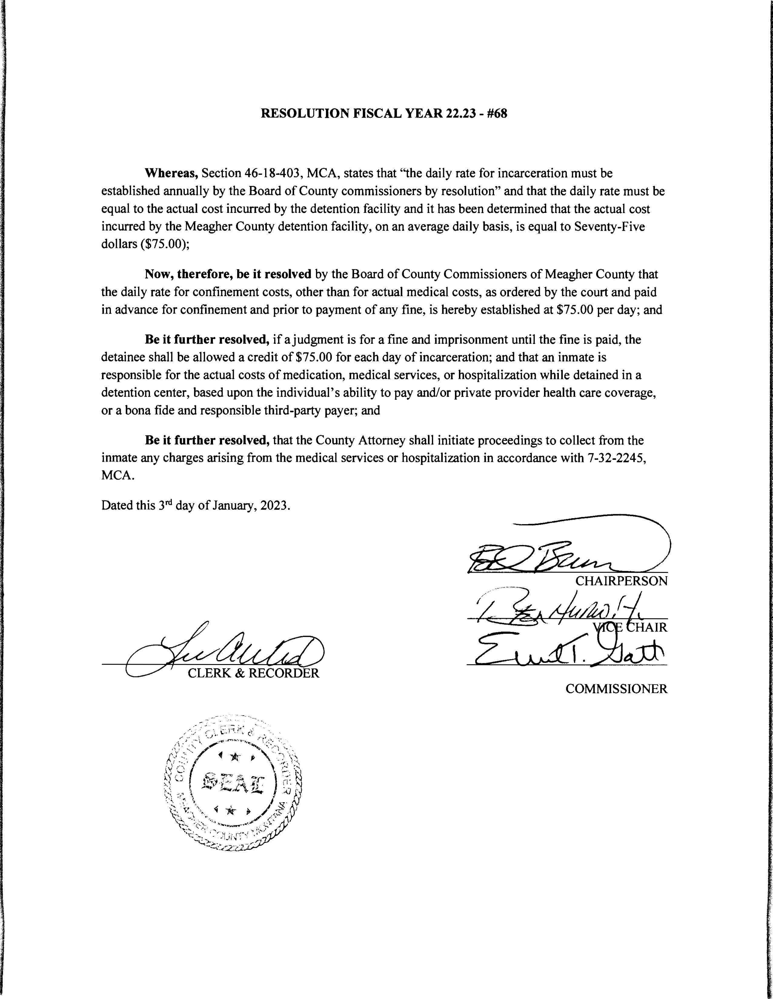 RESOLUTION FISCAL YEAR 22.23 - #68
Whereas, Section 46-18-403, MCA, states that “the daily rate for incarceration must be
established annually by the Board of County commissioners by resolution” and that the daily rate must be
equal to the actual cost incurred by the detention facility and it has been determined that the actual cost
incurred by the Meagher County detention facility, on an average daily basis, is equal to Seventy-Five
dollars ($75.00);
Now, therefore, be it resolved by the Board of County Commissioners of Meagher County that
the daily rate for confinement costs, other than for actual medical costs, as ordered by the court and paid
in advance for confinement and prior to payment of any fine, is hereby established at $75.00 per day; and
Be it further resolved, if a judgment is for a fine and imprisonment until the fine is paid, the
detainee shall be allowed a credit of $75.00 for each day of incarceration; and that an inmate is
responsible for the actual costs of medication, medical services, or hospitalization while detained in a
detention center, based upon the individual’s ability to pay and/or private provider health care coverage,
or a bona fide and responsible third-party payer; and
Be it further resolved, that the County Attorney shall initiate proceedings to collect from the
inmate any charges arising from the medical services or hospitalization in accordance with 7-32-2245,
MCA.
Dated this 3rd day of January, 2023.
CHAIRPERSON
VICE CHAIR
CLERK & RECORDER
COMMISSIONER
COUNTY CLERK & RECORDER
SEAL
MEAGHER COUNTY MONTANA